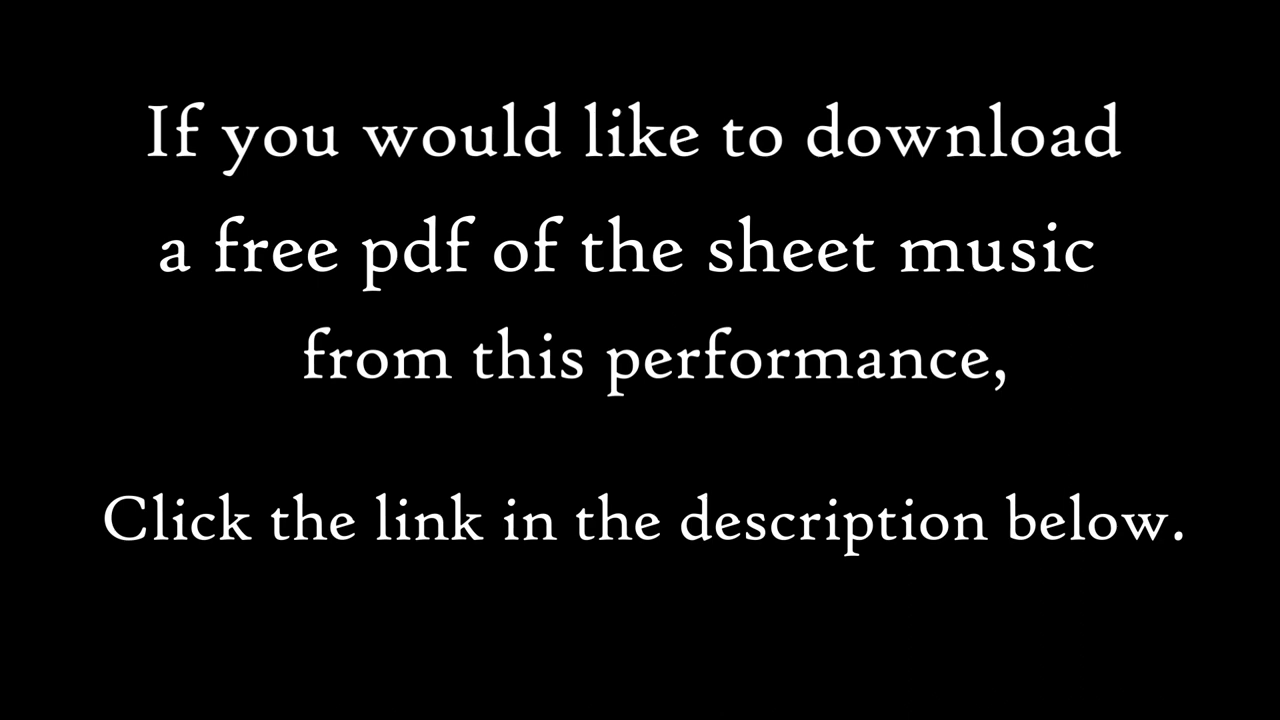 If you would like to download
a free pdf of the sheet music
from this performance,
Click the link in the description below.